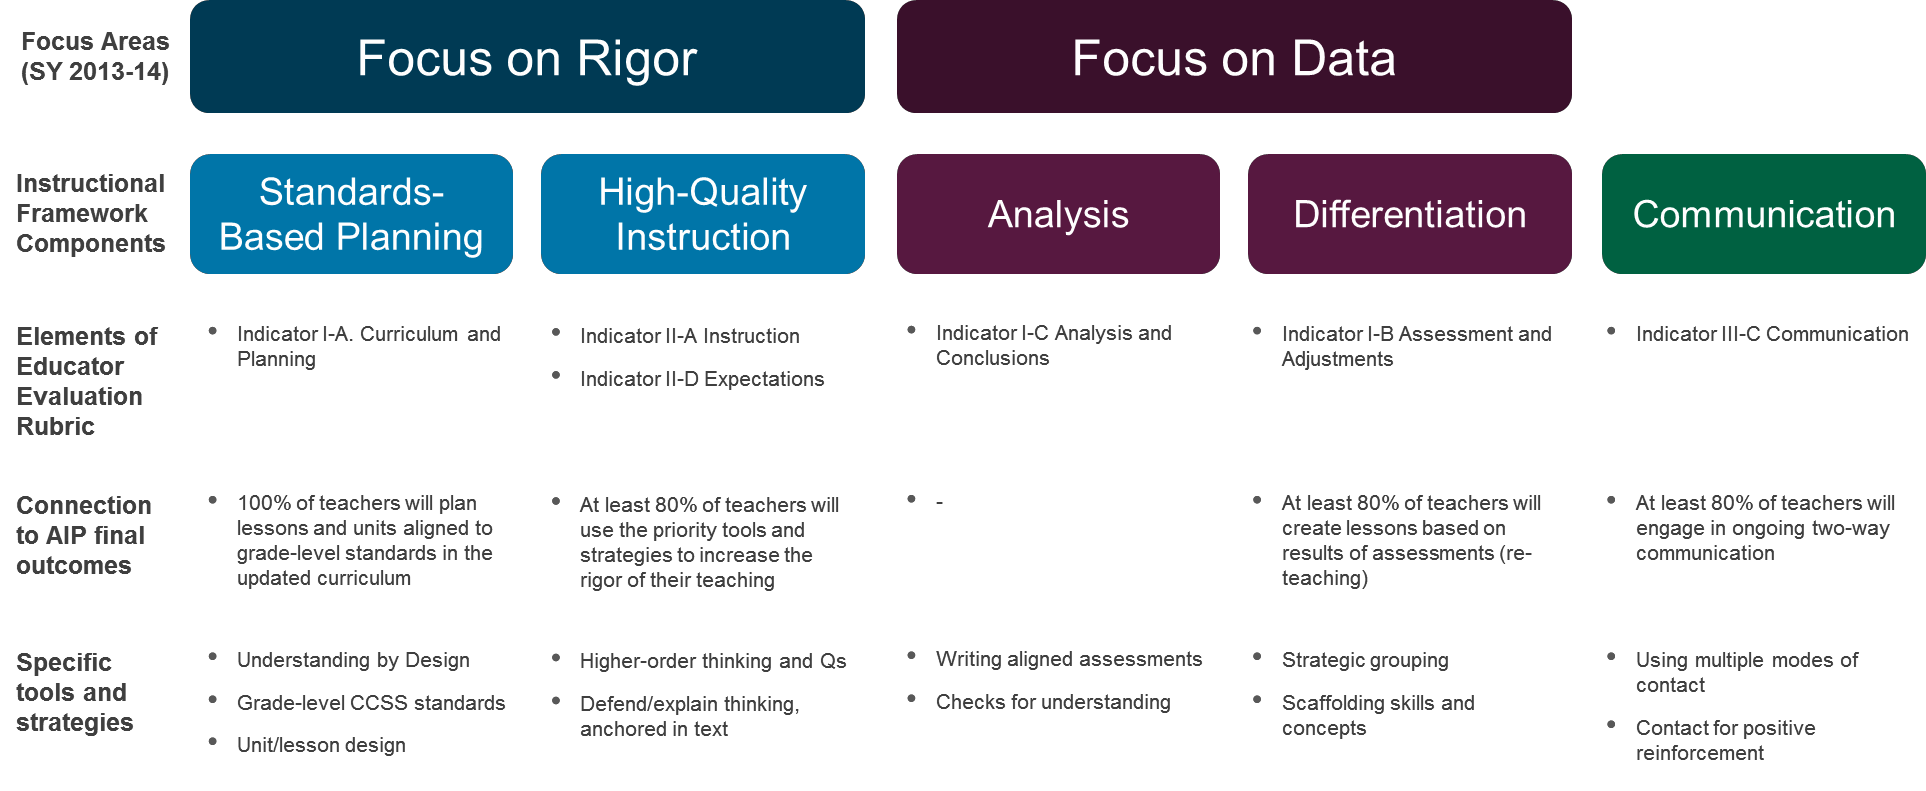 Focus Areas
(SY 2013-14)
Focus on Rigor
Focus on Data
Instructional
Framework
Components
Standards-
Based Planning
High-Quality
Instruction
Analysis
Differentiation
Communication
Elements of
Educator
Evaluation
Rubric
• Indicator I-A. Curriculum and
Planning
• Indicator II-A Instruction
• Indicator II-D Expectations
• Indicator I-C Analysis and
Conclusions
• Indicator I-B Assessment and
Adjustments
• Indicator III-C Communication
Connection
to AIP final
outcomes
• 100% of teachers will plan
lessons and units aligned to
grade-level standards in the
updated curriculum
• At least 80% of teachers will
use the priority tools and
strategies to increase the
rigor of their teaching
• -
• At least 80% of teachers will
create lessons based on
results of assessments (re-
teaching)
• At least 80% of teachers will
engage in ongoing two-way
communication
Specific
tools and
strategies
• Understanding by Design
• Grade-level CCSS standards
• Unit/lesson design
• Higher-order thinking and Qs
• Defend/explain thinking,
anchored in text
• Writing aligned assessments
• Checks for understanding
• Strategic grouping
• Scaffolding skills and
concepts
• Using multiple modes of
contact
• Contact for positive
reinforcement